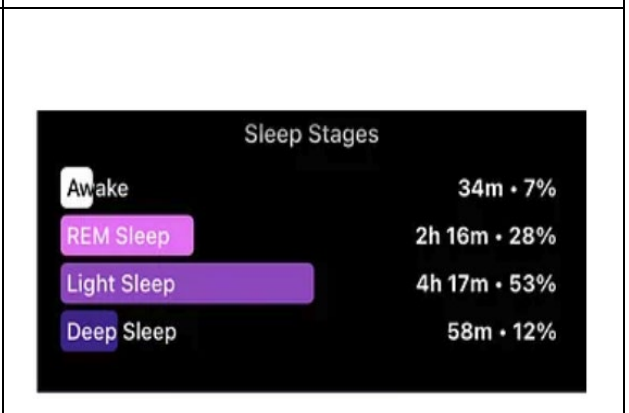 Sleep Stages
Awake 34m • 7%
REM Sleep 2h 16m • 28%
Light Sleep 4h 17m • 53%
Deep Sleep 58m • 12%